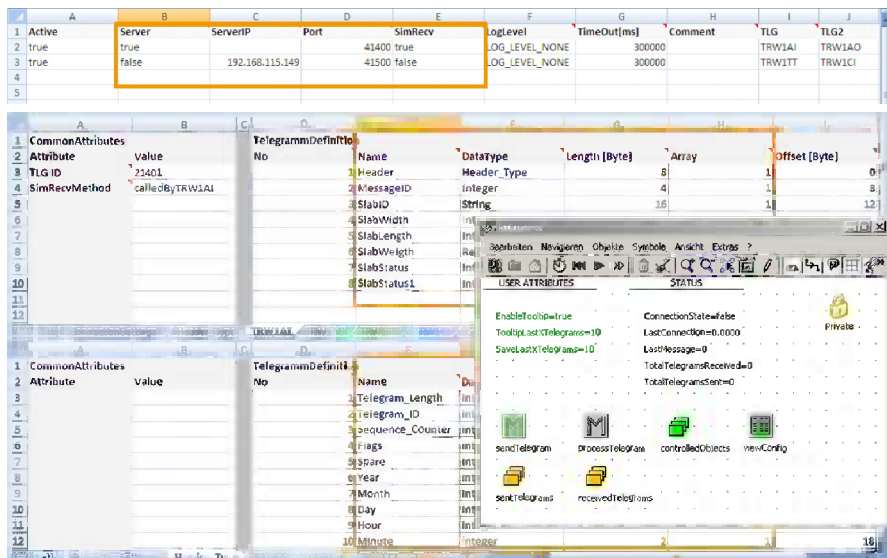 A B C D E F G H I J
1 Active Server ServerIP Port SimRecv LogLevel TimeOut[ms] Comment TLG TLG2
2 true true 41400 true LOG_LEVEL_NONE 300000 TRW1AI TRW1AO
3 true false 192.168.115.149 41500 false LOG_LEVEL_NONE 300000 TRW1TT TRW1CI
4
5
A B C
1 CommonAttributes TelegrammDefinitio
2 Attribute Value No Name DataType Length [Byte] Array Offset [Byte]
3 TLG ID 21401 1 Header Header_Type 8 1 0
4 SimRecvMethod calledByTRW1AI 2 MessageID Integer 4 1 8
5 SlabID String 16 1 12
6 SlabWidth
7 5 SlabLength
8 SlabWeigth
9 7 SlabStatus
10 8 SlabStatus1
11
12
TRW1AI
1 CommonAttributes TelegrammDefiniti
2 Attribute Value No Name
3 1 Telegram_Length
4 2 Telegram_ID
5 3 Sequence_Counter
6 4 Flags
7 5 Spare
8 6 Year
9 7 Month
10 8 Day
11 9 Hour
12 10 Minute Integer 2 1 18
Bearbeiten Navigieren Objekte Symbole Ansicht Extras ?
USER ATTRIBUTES STATUS
EnableTooltip=true ConnectionState=false
TooltipLastXTelegrams=10 LastConnection=0.0000
SaveLastXTelegrams=10 LastMessage=0
TotalTelegramsReceived=0
TotalTelegramsSent=0
Private
sendTelegram processTelegram controlledObjects viewConfig
sentTelegrams receivedTelegrams